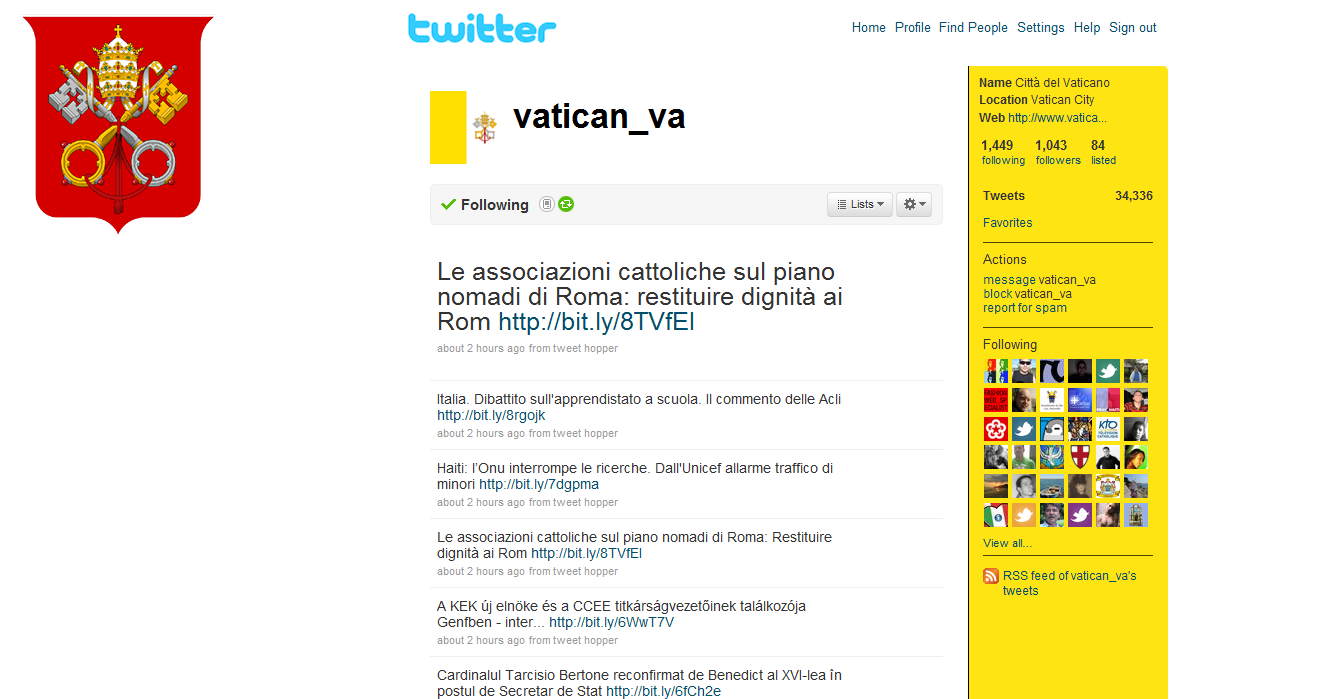 twitter
Home Profile Find People Settings Help Sign out
vatican_va
Following
Lists
Le associazioni cattoliche sul piano
nomadi di Roma: restituire dignità ai
Rom http://bit.ly/8TVfEl
about 2 hours ago from tweet hopper
Italia. Dibattito sull'apprendistato a scuola. Il commento delle Acli
http://bit.ly/8rgojk
about 2 hours ago from tweet hopper
Haiti: l'Onu interrompe le ricerche. Dall'Unicef allarme traffico di
minori http://bit.ly/7dgpma
about 2 hours ago from tweet hopper
Le associazioni cattoliche sul piano nomadi di Roma: Restituire
dignità ai Rom http://bit.ly/8TVfEl
about 2 hours ago from tweet hopper
A KEK új elnöke és a CCEE titkárságvezetõinek találkozója
Genfben - inter... http://bit.ly/6WwT7V
about 2 hours ago from tweet hopper
Cardinalul Tarcisio Bertone reconfirmat de Benedict al XVI-lea în
postul de Secretar de Stat http://bit.ly/6fCh2e
Name Città del Vaticano
Location Vatican City
Web http://www.vatica...
1,449 1,043 84
following followers listed
Tweets 34,336
Favorites
Actions
message vatican_va
block vatican_va
report for spam
Following
FASHION
KTO
View all...
RSS feed of vatican_va's
tweets